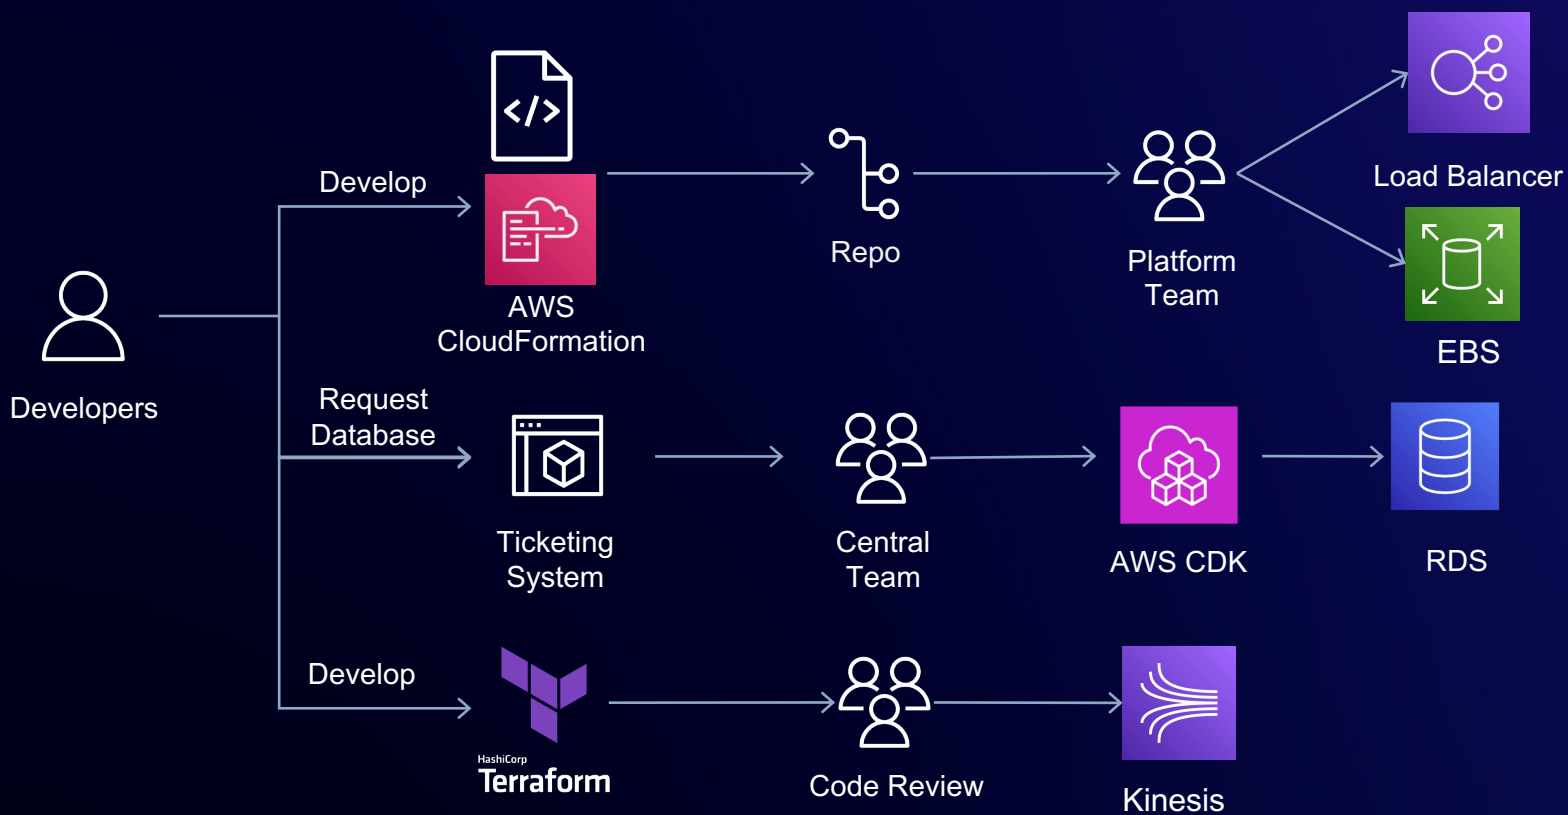 Develop
</>
AWS
CloudFormation
Repo
Platform
Team
Load Balancer
EBS
Developers
Request
Database
Ticketing
System
Central
Team
AWS CDK
RDS
Develop
HashiCorp
Terraform
Code Review
Kinesis